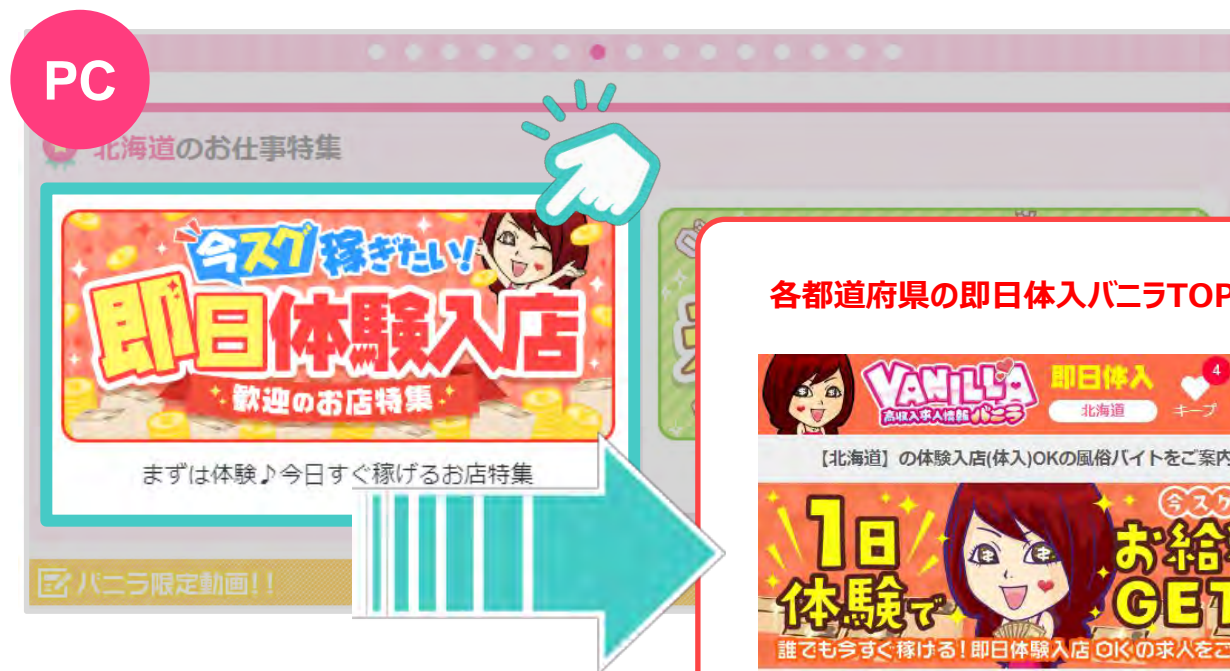 PC
北海道のお仕事特集
今スグ稼ぎたい!
即日体験入店
歓迎のお店特集
まずは体験♪今日すぐ稼げるお店特集
バニラ限定動画!!
各都道府県の即日体入バニラTOP
VANILLA
高収入求人情報バニラ
即日体入
北海道
4
キープ
【北海道】の体験入店(体入)OKの風俗バイトをご案内
1日
体験で
今スグ
お給
GET
誰でも今すぐ稼げる!即日体験入店OKの求人をご